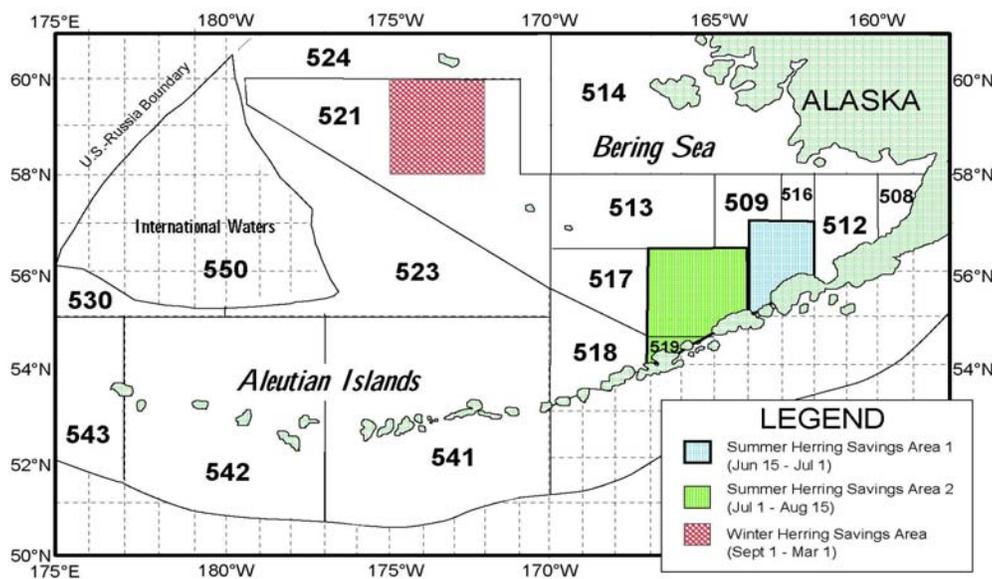 175°E 180°W 175°W 170°W 165°W 160°W
60°N 60°N
524
514
ALASKA
521
U.S.-Russia Boundary
Bering Sea
58°N 58°N
513 509 516 508
International Waters
512
550
523
517
56°N 56°N
530
519
518
54°N 54°N
Aleutian Islands
543
542
541
52°N
50°N
175°E 180°W 175°W 170°W
LEGEND
Summer Herring Savings Area 1
(Jun 15 - Jul 1)
Summer Herring Savings Area 2
(Jul 1 - Aug 15)
Winter Herring Savings Area
(Sept 1 - Mar 1)